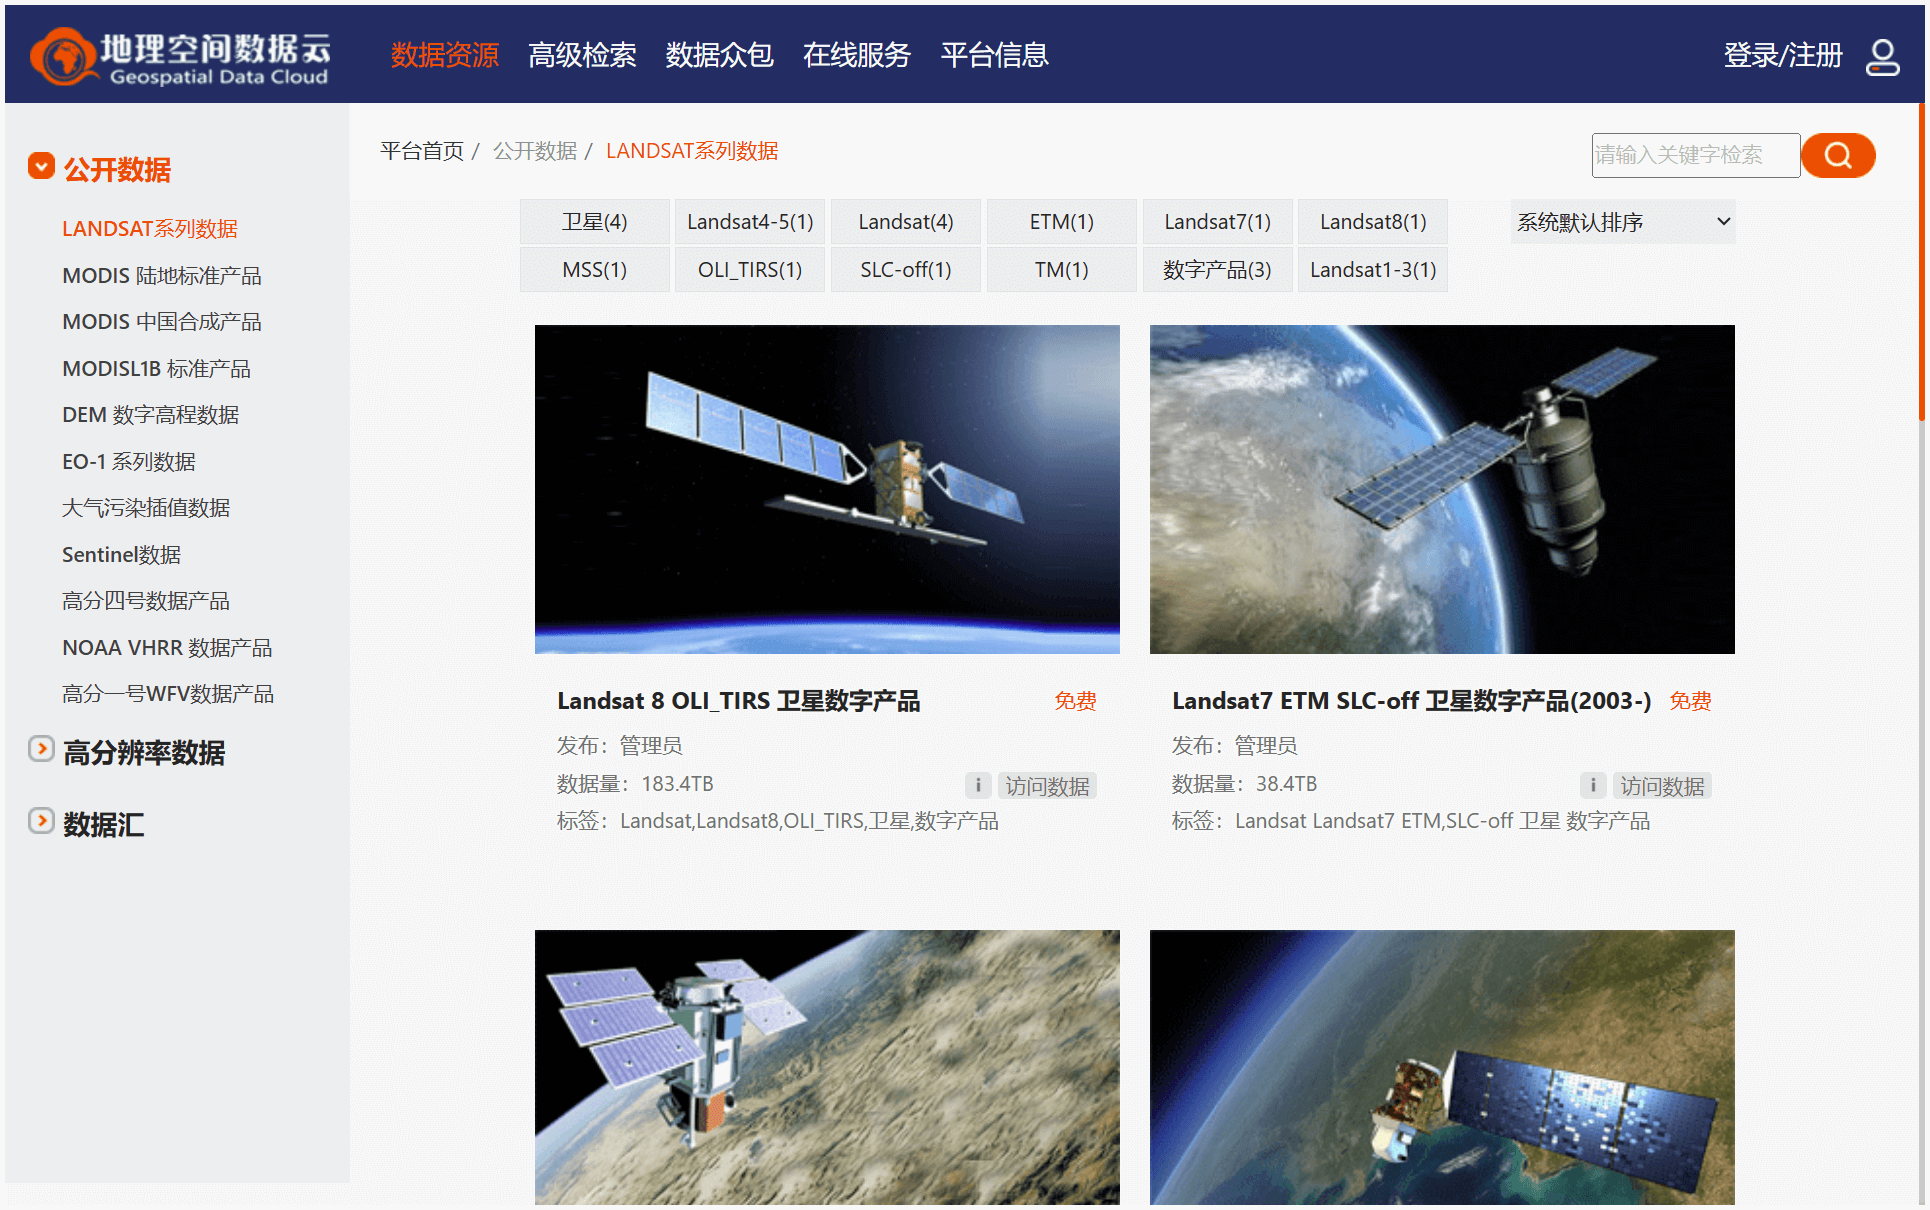 地理空间数据云
Geospatial Data Cloud
数据资源 高级检索 数据众包 在线服务 平台信息
登录/注册
公开数据
LANDSAT系列数据
MODIS 陆地标准产品
MODIS 中国合成产品
MODISL1B 标准产品
DEM 数字高程数据
EO-1 系列数据
大气污染插值数据
Sentinel数据
高分四号数据产品
NOAA VHRR 数据产品
高分一号WFV数据产品
高分辨率数据
数据汇
平台首页 / 公开数据 / LANDSAT系列数据
请输入关键字检索
卫星(4) Landsat4-5(1) Landsat(4) ETM(1) Landsat7(1) Landsat8(1)
系统默认排序
MSS(1) OLI_TIRS(1) SLC-off(1) TM(1) 数字产品(3) Landsat1-3(1)
Landsat 8 OLI_TIRS 卫星数字产品 免费
发布：管理员
数据量：183.4TB
i 访问数据
标签：Landsat,Landsat8,OLI_TIRS,卫星,数字产品
Landsat7 ETM SLC-off 卫星数字产品(2003-) 免费
发布：管理员
数据量：38.4TB
i 访问数据
标签：Landsat Landsat7 ETM,SLC-off 卫星 数字产品